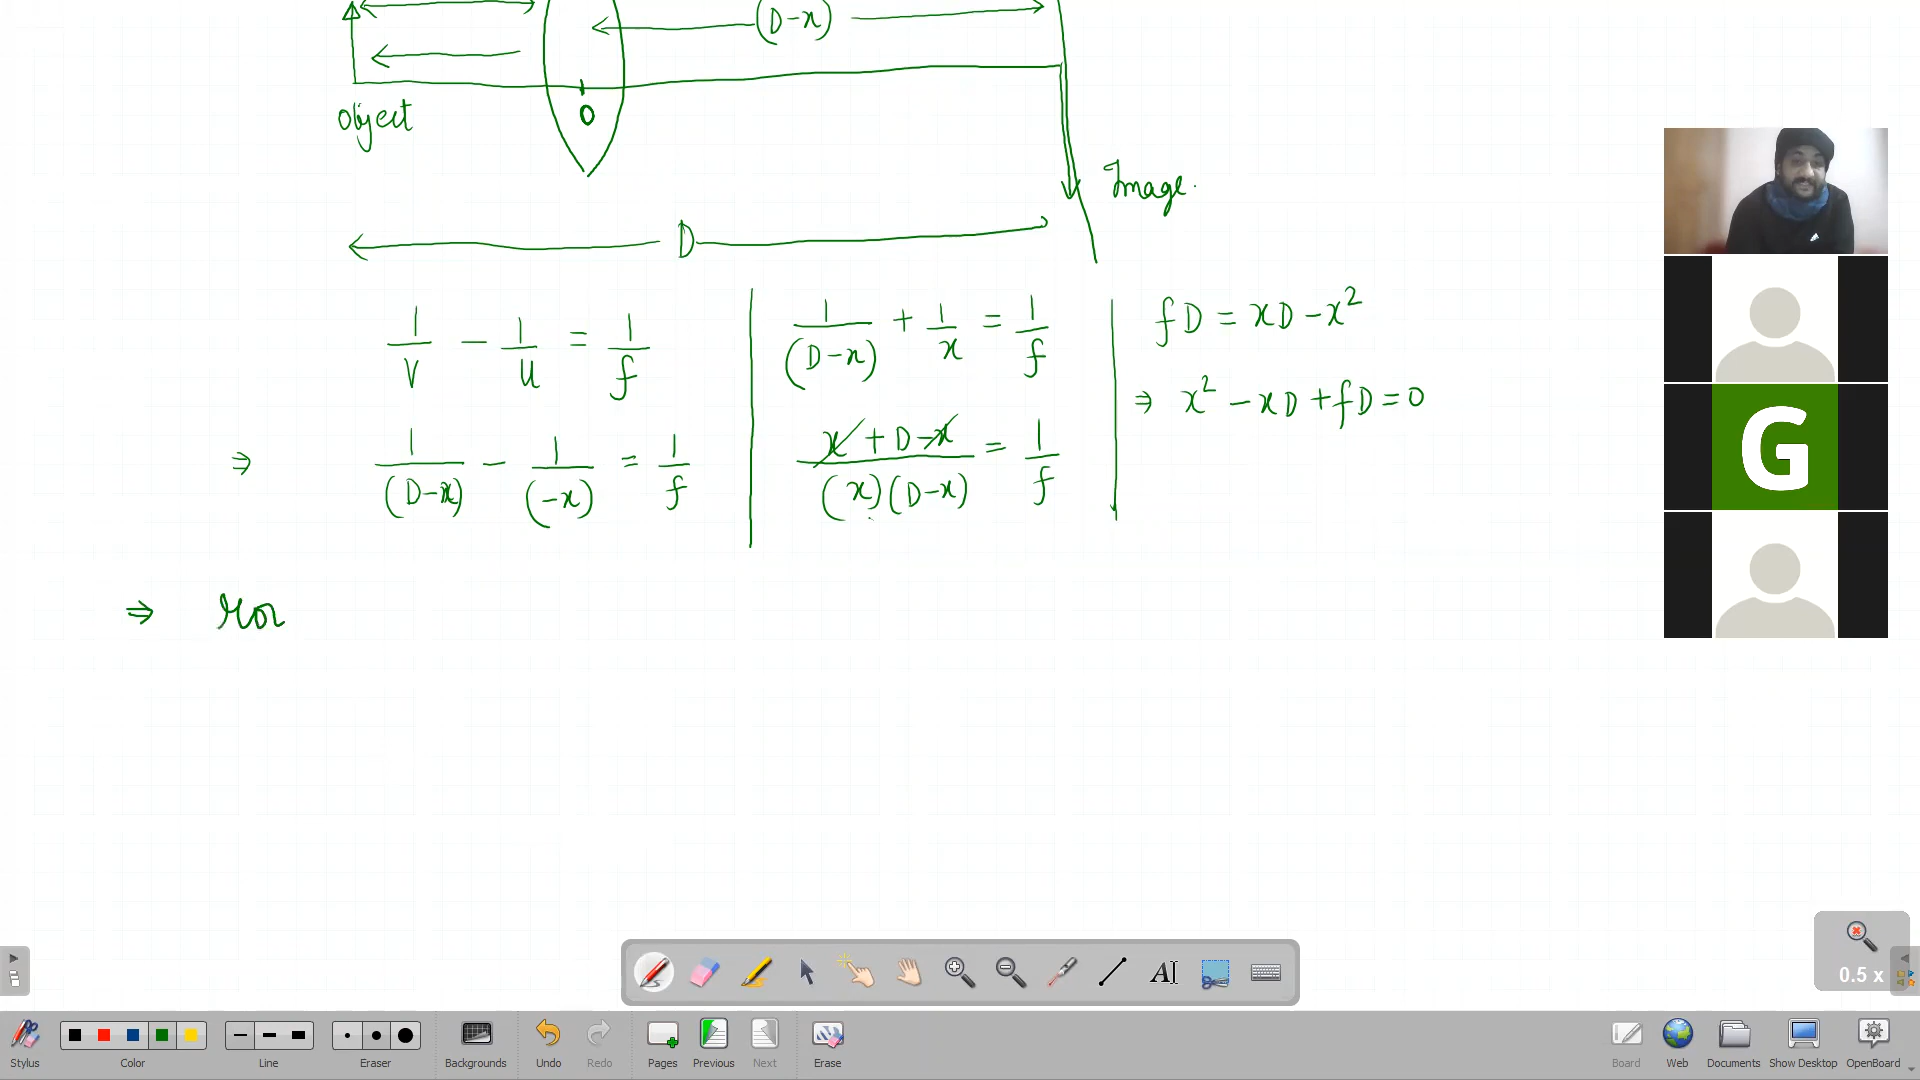 (D-x)
Object
O
Image.
D
1/v - 1/u = 1/f
⇒ 1/(D-x) - 1/(-x) = 1/f
1/(D-x) + 1/x = 1/f
x + D - x/(x)(D-x) = 1/f
fD = xD - x²
⇒ x² - xD + fD = 0
⇒ roo
G
0.5 x
AI
Stylus
Color
Line
Eraser
Backgrounds
Undo
Redo
Pages
Previous
Next
Erase
Board
Web
Documents
Show Desktop
OpenBoard